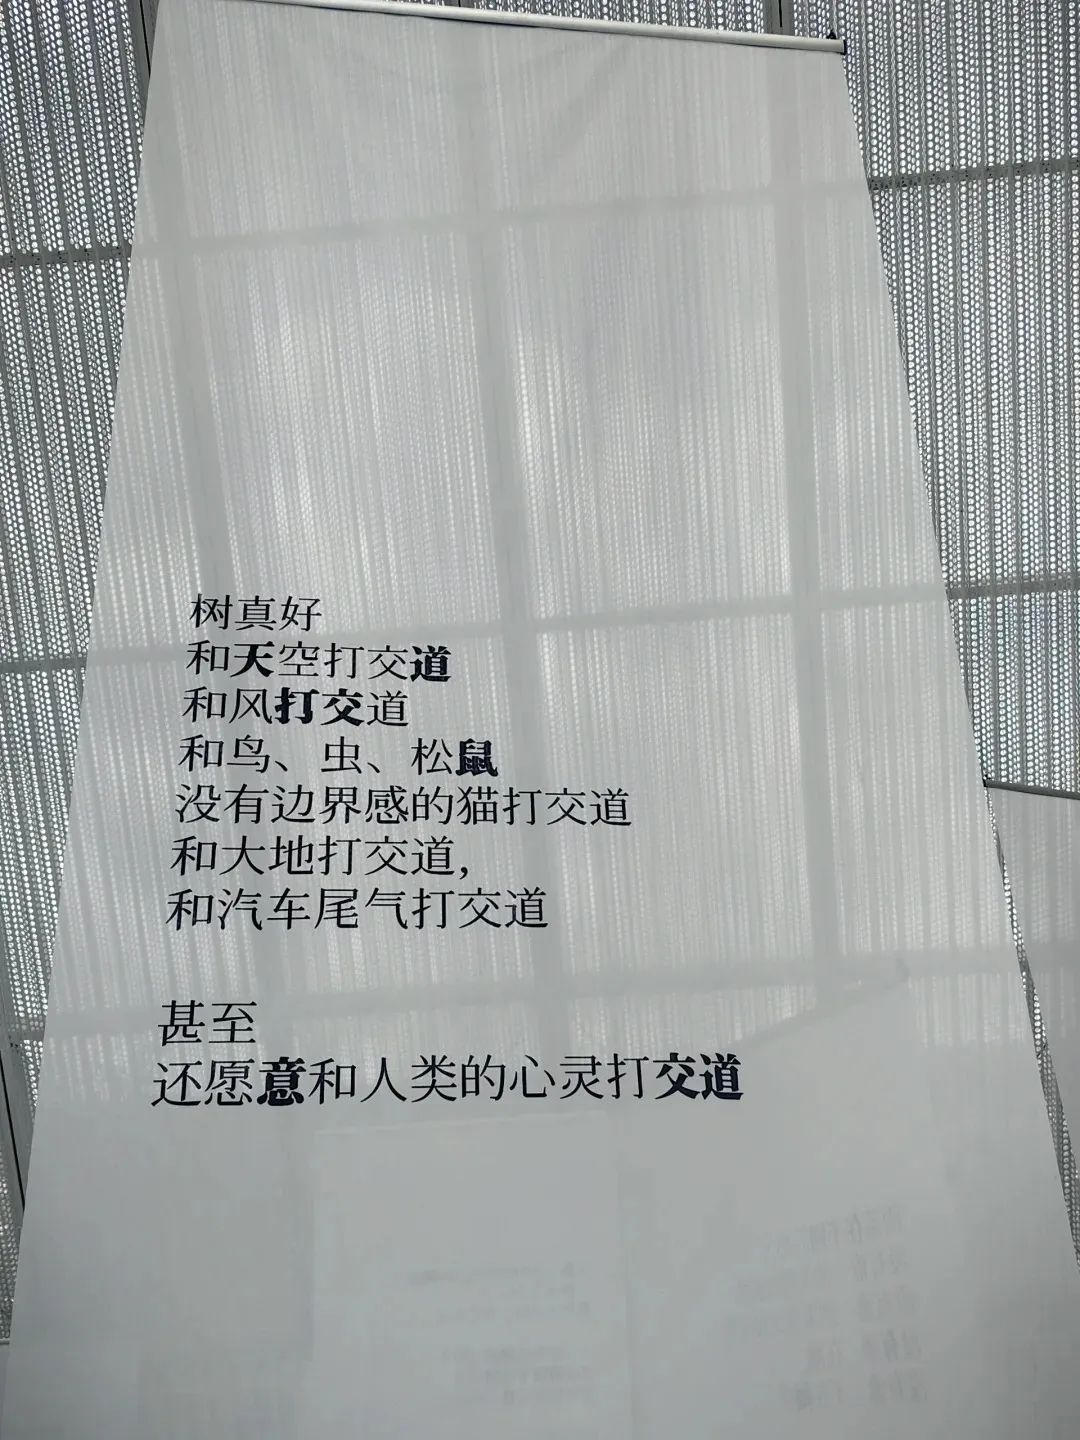 树真好
和天空打交道
和风打交道
和鸟、虫、松鼠
没有边界感的猫打交道
和大地打交道，
和汽车尾气打交道
甚至
还愿意和人类的心灵打交道